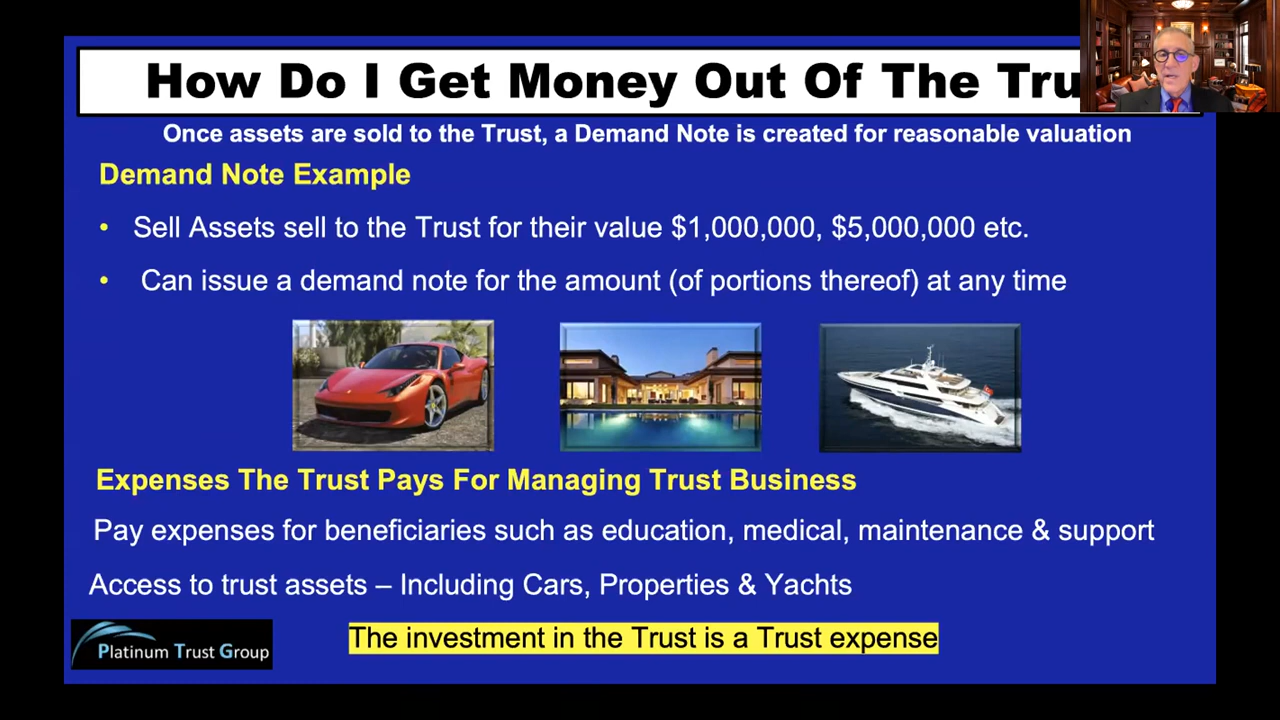 How Do I Get Money Out Of The Tru
Once assets are sold to the Trust, a Demand Note is created for reasonable valuation
Demand Note Example
• Sell Assets sell to the Trust for their value $1,000,000, $5,000,000 etc.
• Can issue a demand note for the amount (of portions thereof) at any time
Expenses The Trust Pays For Managing Trust Business
Pay expenses for beneficiaries such as education, medical, maintenance & support
Access to trust assets – Including Cars, Properties & Yachts
The investment in the Trust is a Trust expense
Platinum Trust Group